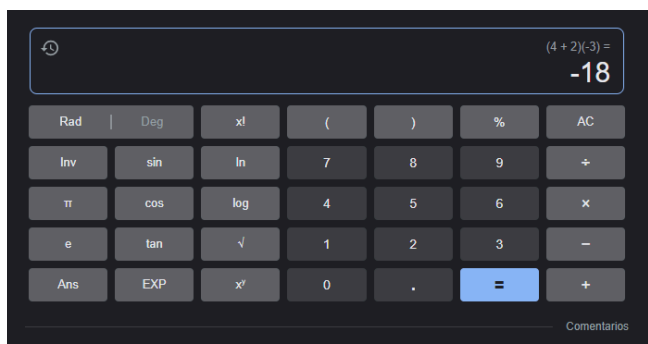 (4 + 2)(-3) =
-18
Rad | Deg x! ( ) % AC
Inv sin ln 7 8 9 ÷
π cos log 4 5 6 ×
e tan √ 1 2 3 −
Ans EXP xʸ 0 . = +
Comentarios